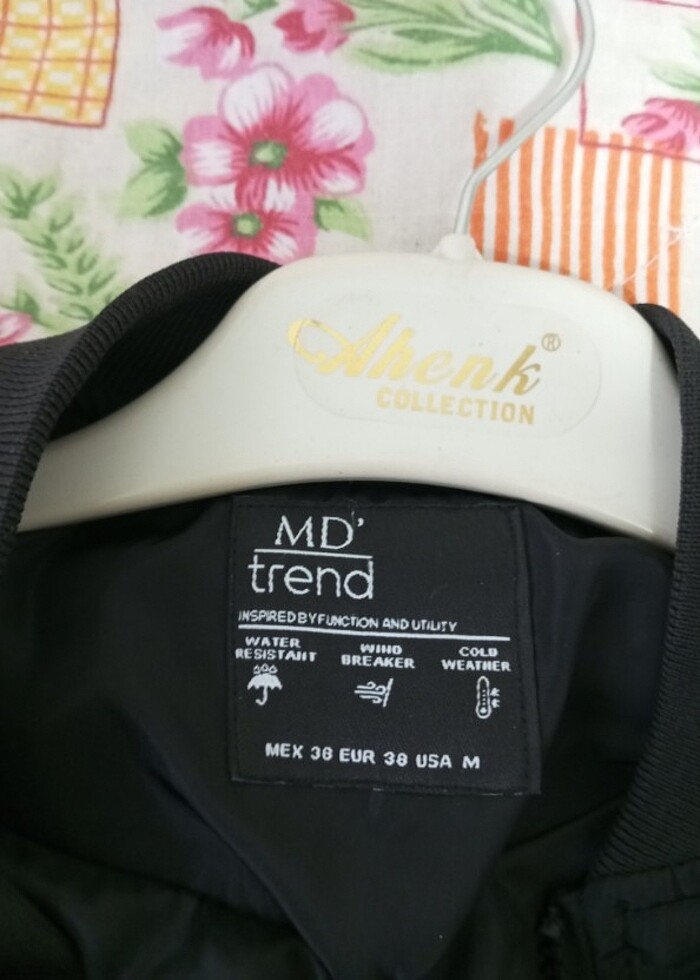 Ahenk®
COLLECTION
MD'
trend
INSPIRED BY FUNCTION AND UTILITY
WATER
RESISTANT
WIND
BREAKER
COLD
WEATHER
MEX 38 EUR 38 USA M